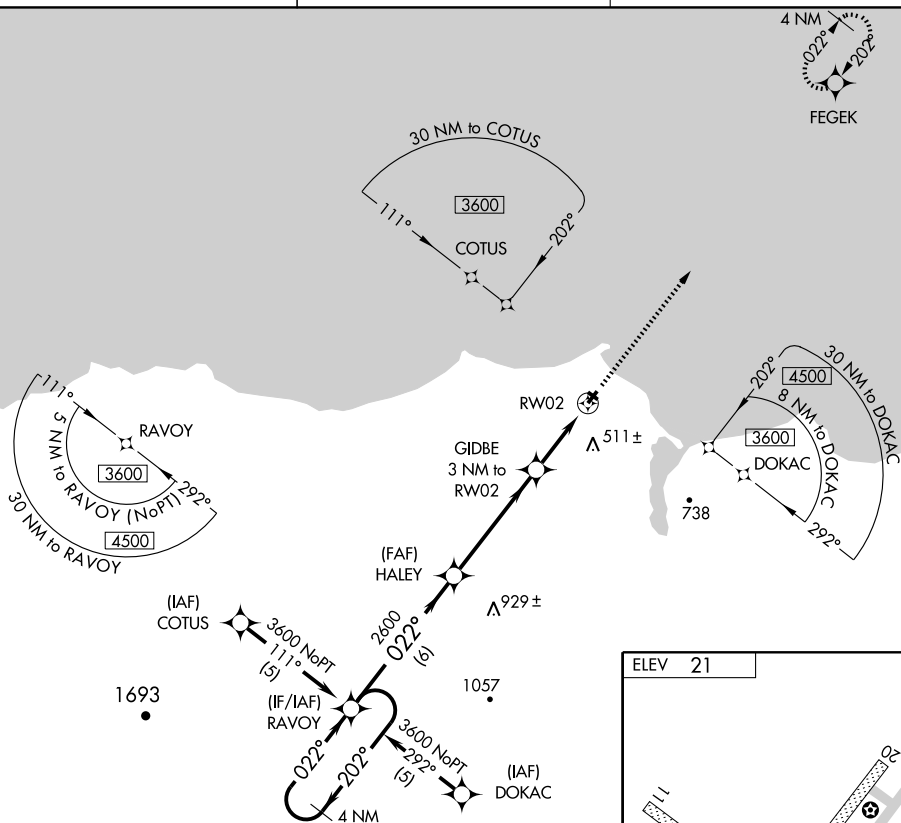 4 NM
022°
202°
FEGEK
30 NM to COTUS
3600
111°
202°
COTUS
111°
RAVOY
5 NM to RAVOY (NoPT)
3600
292°
30 NM to RAVOY
4500
RW02
511±
GIDBE
3 NM to
RW02
202°
4500
30 NM to DOKAC
8 NM to DOKAC
3600
DOKAC
292°
738
(FAF)
HALEY
929±
(IAF)
COTUS
3600 NoPT
111°
(5)
2600
022°
(6)
1693
(IF/IAF)
RAVOY
1057
022°
202°
4 NM
3600 NoPT
292°
(5)
(IAF)
DOKAC
ELEV 21
11
20